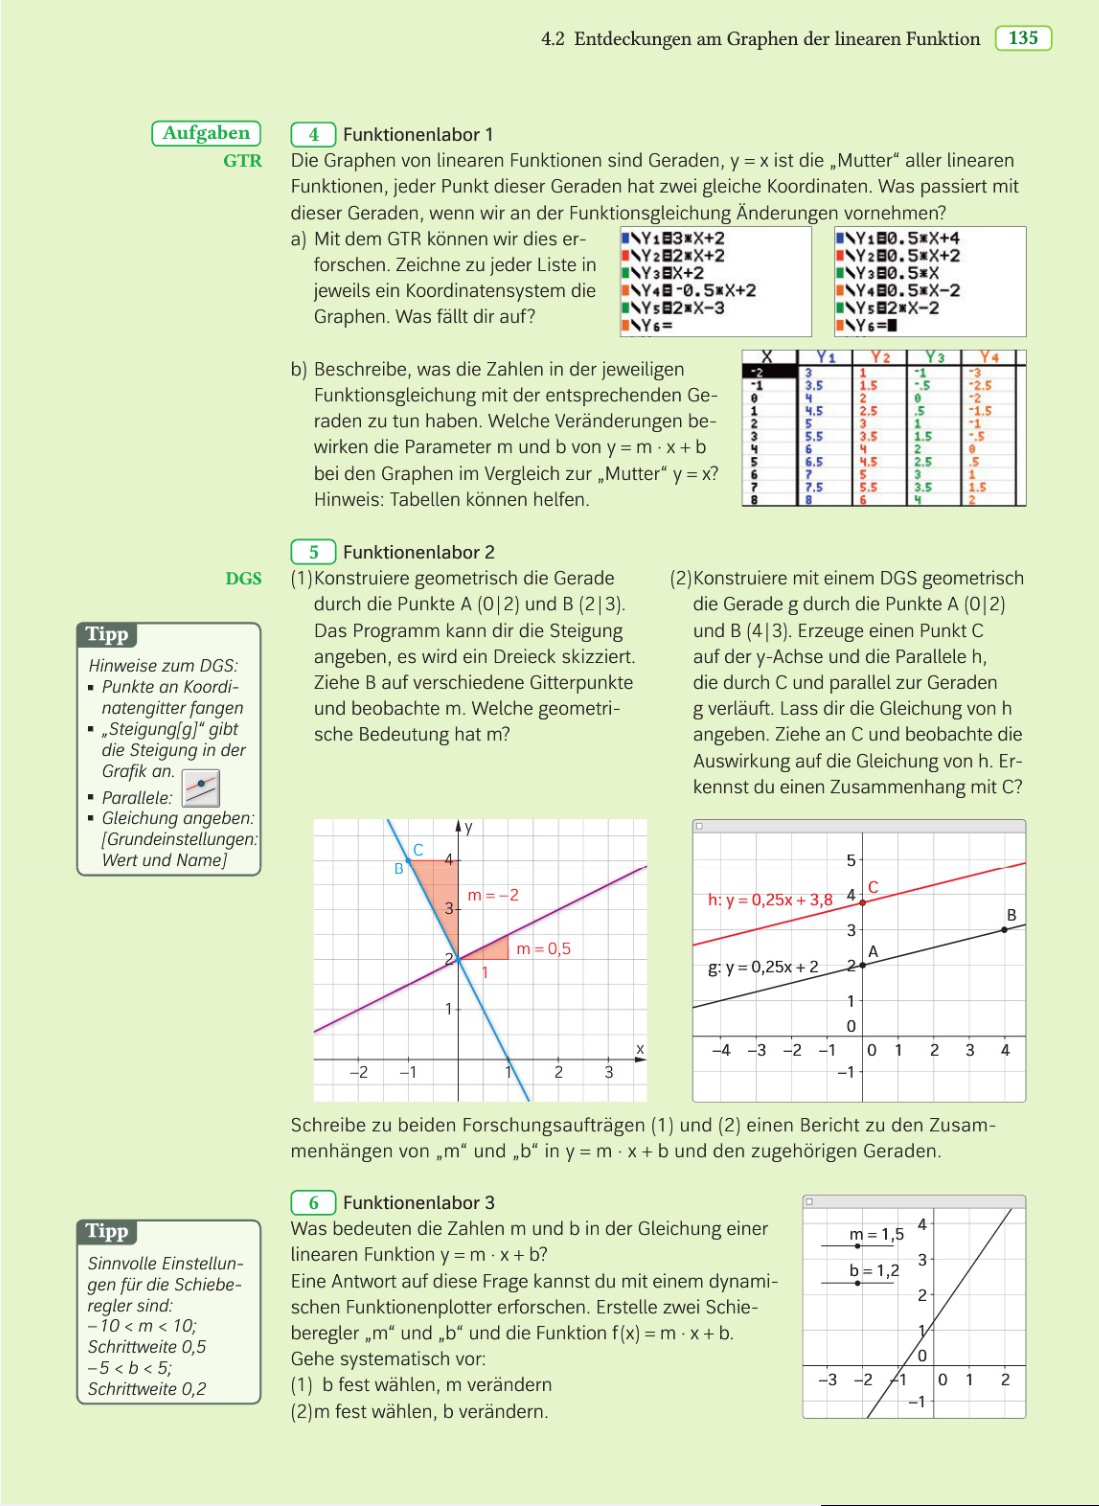 4.2 Entdeckungen am Graphen der linearen Funktion 135
Aufgaben
GTR
4 Funktionenlabor 1
Die Graphen von linearen Funktionen sind Geraden, y = x ist die „Mutter“ aller linearen
Funktionen, jeder Punkt dieser Geraden hat zwei gleiche Koordinaten. Was passiert mit
dieser Geraden, wenn wir an der Funktionsgleichung Änderungen vornehmen?
a) Mit dem GTR können wir dies er-
forschen. Zeichne zu jeder Liste in
jeweils ein Koordinatensystem die
Graphen. Was fällt dir auf?
\Y1=3*X+2
\Y2=2*X+2
\Y3=X+2
\Y4=-0.5*X+2
\Y5=2*X-3
\Y6=
\Y1=0.5*X+4
\Y2=0.5*X+2
\Y3=0.5*X
\Y4=0.5*X-2
\Y5=2*X-2
\Y6=
b) Beschreibe, was die Zahlen in der jeweiligen
Funktionsgleichung mit der entsprechenden Ge-
raden zu tun haben. Welche Veränderungen be-
wirken die Parameter m und b von y = m · x + b
bei den Graphen im Vergleich zur „Mutter“ y = x?
Hinweis: Tabellen können helfen.
X Y1 Y2 Y3 Y4
-2 3 1 -1 -3
-1 3.5 1.5 -.5 -2.5
0 4 2 0 -2
1 4.5 2.5 .5 -1.5
2 5 3 1 -1
3 5.5 3.5 1.5 -.5
4 6 4 2 0
5 6.5 4.5 2.5 .5
6 7 5 3 1
7 7.5 5.5 3.5 1.5
8 8 6 4 2
5 Funktionenlabor 2
DGS
(1)Konstruiere geometrisch die Gerade
durch die Punkte A (0|2) und B (2|3).
Das Programm kann dir die Steigung
angeben, es wird ein Dreieck skizziert.
Ziehe B auf verschiedene Gitterpunkte
und beobachte m. Welche geometri-
sche Bedeutung hat m?
(2)Konstruiere mit einem DGS geometrisch
die Gerade g durch die Punkte A (0|2)
und B (4|3). Erzeuge einen Punkt C
auf der y-Achse und die Parallele h,
die durch C und parallel zur Geraden
g verläuft. Lass dir die Gleichung von h
angeben. Ziehe an C und beobachte die
Auswirkung auf die Gleichung von h. Er-
kennst du einen Zusammenhang mit C?
Tipp
Hinweise zum DGS:
▪ Punkte an Koordi-
natengitter fangen
▪ „Steigung[g]“ gibt
die Steigung in der
Grafik an.
▪ Parallele:
▪ Gleichung angeben:
[Grundeinstellungen:
Wert und Name]
y
C
B
4
m = −2
3
m = 0,5
2
1
1
x
−2 −1 1 2 3
5
h: y = 0,25x + 3,8 4 C
3 B
A
g: y = 0,25x + 2 2
1
0
−4 −3 −2 −1 0 1 2 3 4
−1
Schreibe zu beiden Forschungsaufträgen (1) und (2) einen Bericht zu den Zusam-
menhängen von „m“ und „b“ in y = m · x + b und den zugehörigen Geraden.
6 Funktionenlabor 3
Was bedeuten die Zahlen m und b in der Gleichung einer
linearen Funktion y = m · x + b?
Eine Antwort auf diese Frage kannst du mit einem dynami-
schen Funktionenplotter erforschen. Erstelle zwei Schie-
beregler „m“ und „b“ und die Funktion f(x) = m · x + b.
Gehe systematisch vor:
(1) b fest wählen, m verändern
(2)m fest wählen, b verändern.
Tipp
Sinnvolle Einstellun-
gen für die Schiebe-
regler sind:
−10 < m < 10;
Schrittweite 0,5
−5 < b < 5;
Schrittweite 0,2
4
m = 1,5
3
b = 1,2
2
1
0
−3 −2 −1 0 1 2
−1